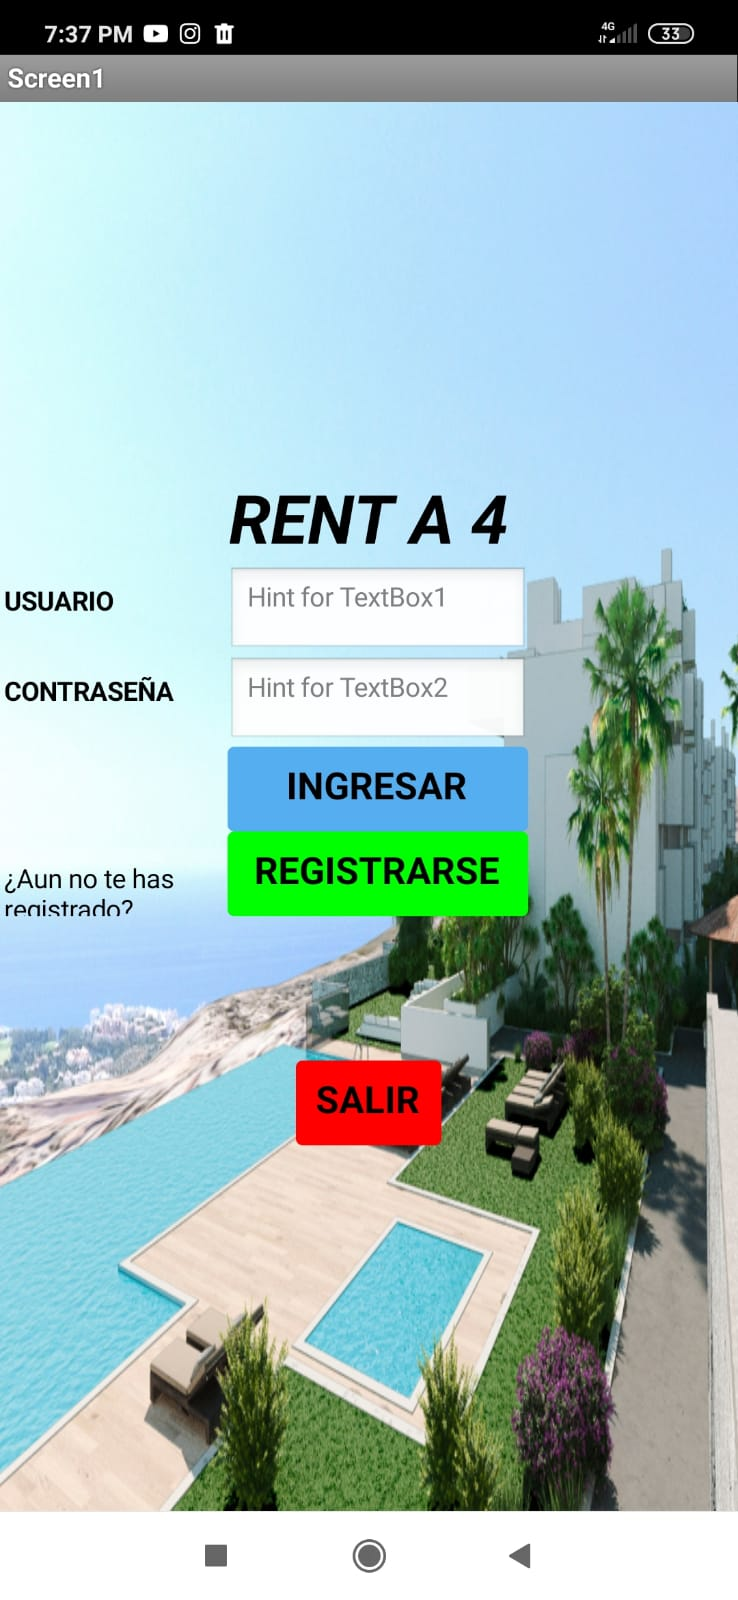 7:37 PM
4G
33
Screen1
RENT A 4
USUARIO
Hint for TextBox1
CONTRASEÑA
Hint for TextBox2
INGRESAR
REGISTRARSE
¿Aun no te has
registrado?
SALIR